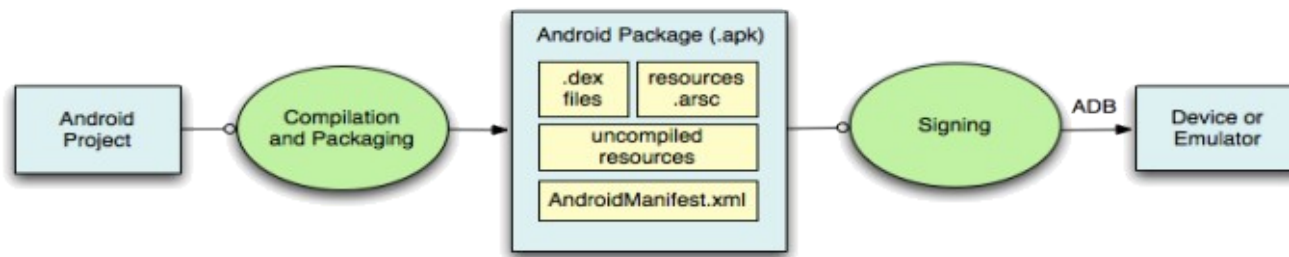 Android
Project
Compilation
and Packaging
Android Package (.apk)
.dex
files
resources
.arsc
uncompiled
resources
AndroidManifest.xml
Signing
ADB
Device or
Emulator